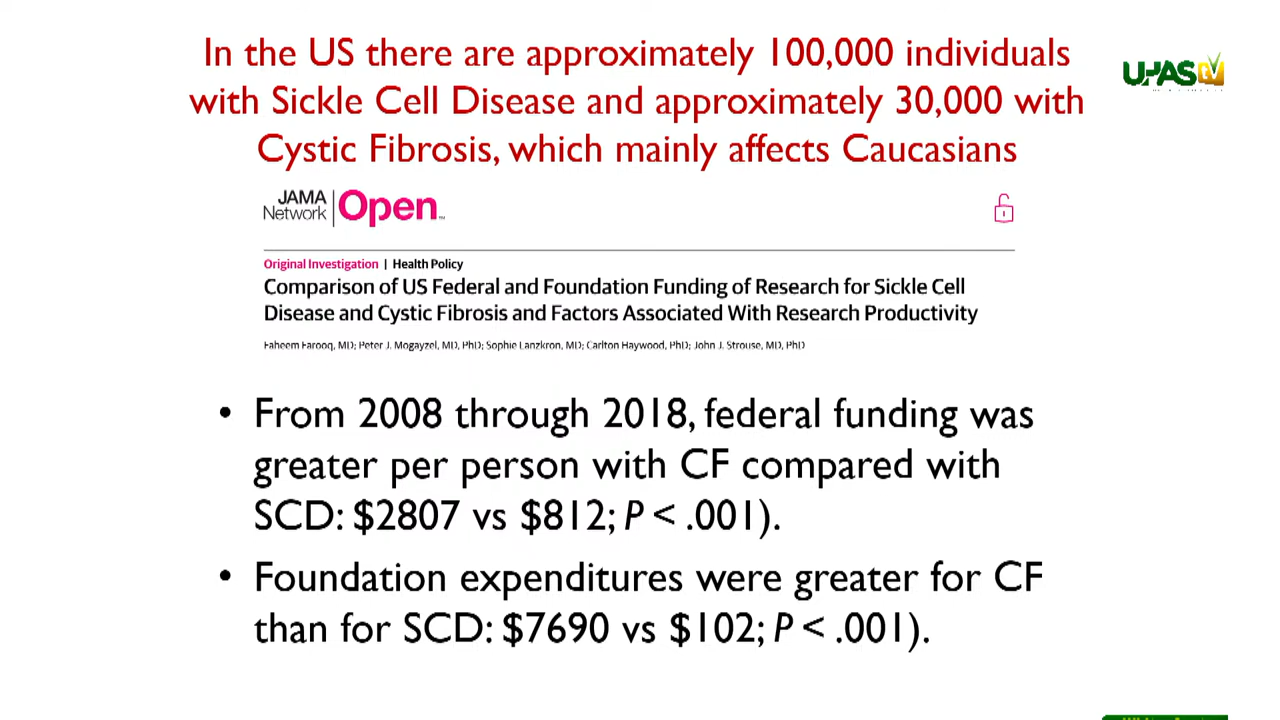 In the US there are approximately 100,000 individuals
with Sickle Cell Disease and approximately 30,000 with
Cystic Fibrosis, which mainly affects Caucasians
UPAS TV
JAMA
Network Open™
Original Investigation | Health Policy
Comparison of US Federal and Foundation Funding of Research for Sickle Cell
Disease and Cystic Fibrosis and Factors Associated With Research Productivity
Faheem Farooq, MD; Peter J. Mogayzel, MD, PhD; Sophie Lanzkron, MD; Carlton Haywood, PhD; John J. Strouse, MD, PhD
• From 2008 through 2018, federal funding was
greater per person with CF compared with
SCD: $2807 vs $812; P < .001).
• Foundation expenditures were greater for CF
than for SCD: $7690 vs $102; P < .001).